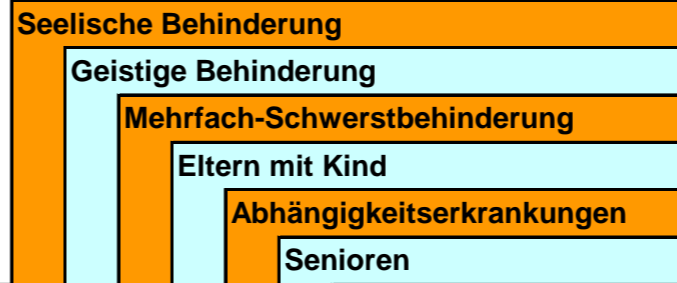 Seelische Behinderung
Geistige Behinderung
Mehrfach-Schwerstbehinderung
Eltern mit Kind
Abhängigkeitserkrankungen
Senioren